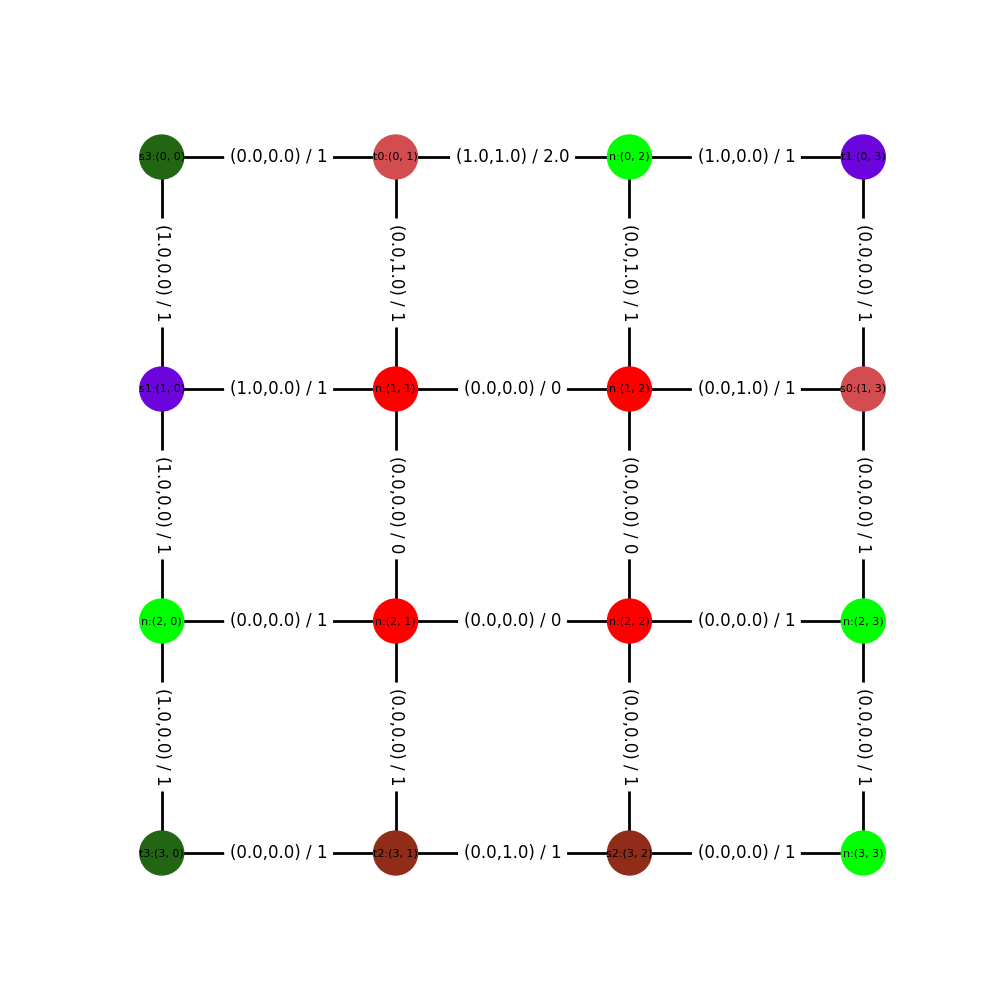 s3:(0, 0) (0.0,0.0) / 1 t0:(0, 1) (1.0,1.0) / 2.0 n:(0, 2) (1.0,0.0) / 1 t1:(0, 3)
(1.0,0.0) / 1 (0.0,1.0) / 1 (0.0,1.0) / 1 (0.0,0.0) / 1
s1:(1, 0) (1.0,0.0) / 1 n:(1, 1) (0.0,0.0) / 0 n:(1, 2) (0.0,1.0) / 1 s0:(1, 3)
(1.0,0.0) / 1 (0.0,0.0) / 0 (0.0,0.0) / 0 (0.0,0.0) / 1
n:(2, 0) (0.0,0.0) / 1 n:(2, 1) (0.0,0.0) / 0 n:(2, 2) (0.0,0.0) / 1 n:(2, 3)
(1.0,0.0) / 1 (0.0,0.0) / 1 (0.0,0.0) / 1 (0.0,0.0) / 1
t3:(3, 0) (0.0,0.0) / 1 t2:(3, 1) (0.0,1.0) / 1 s2:(3, 2) (0.0,0.0) / 1 n:(3, 3)